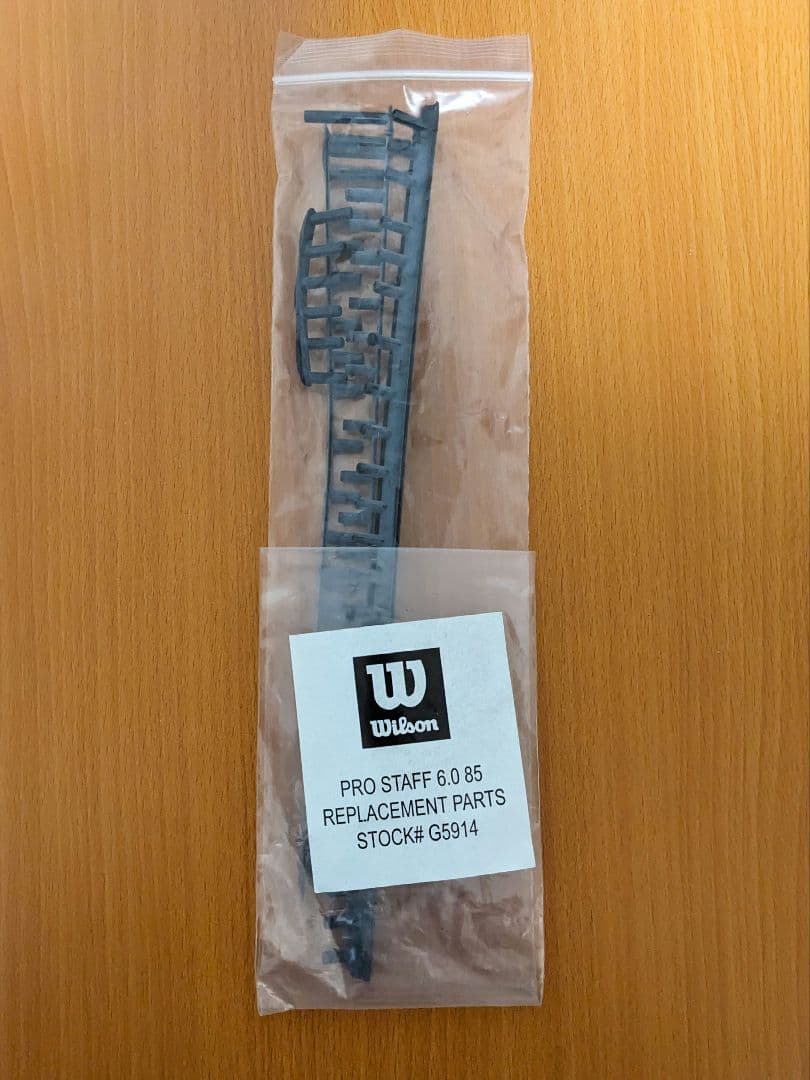 W
Wilson
PRO STAFF 6.0 85
REPLACEMENT PARTS
STOCK# G5914